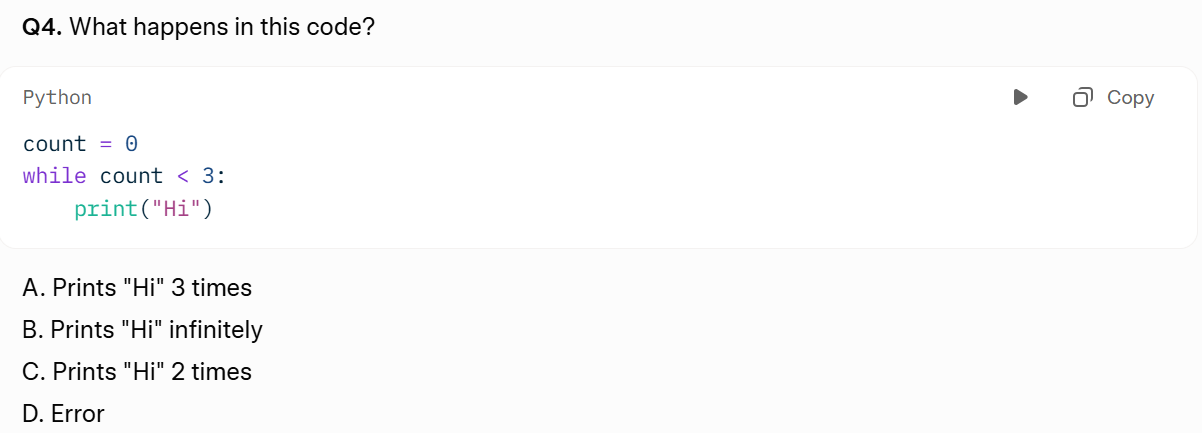 Q4. What happens in this code?
Python Copy
count = 0
while count < 3:
    print("Hi")
A. Prints "Hi" 3 times
B. Prints "Hi" infinitely
C. Prints "Hi" 2 times
D. Error